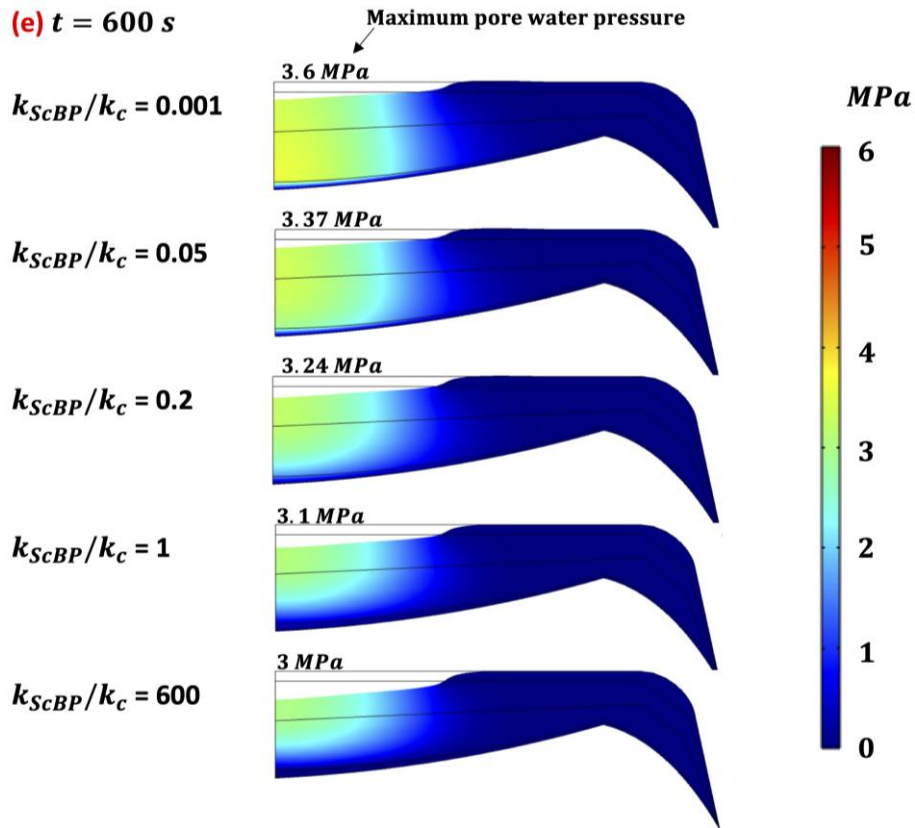 (e) t = 600 s
Maximum pore water pressure
3.6 MPa
k_ScBP/k_c = 0.001
MPa
6
3.37 MPa
k_ScBP/k_c = 0.05
5
3.24 MPa
k_ScBP/k_c = 0.2
4
3
3.1 MPa
k_ScBP/k_c = 1
2
1
3 MPa
k_ScBP/k_c = 600
0